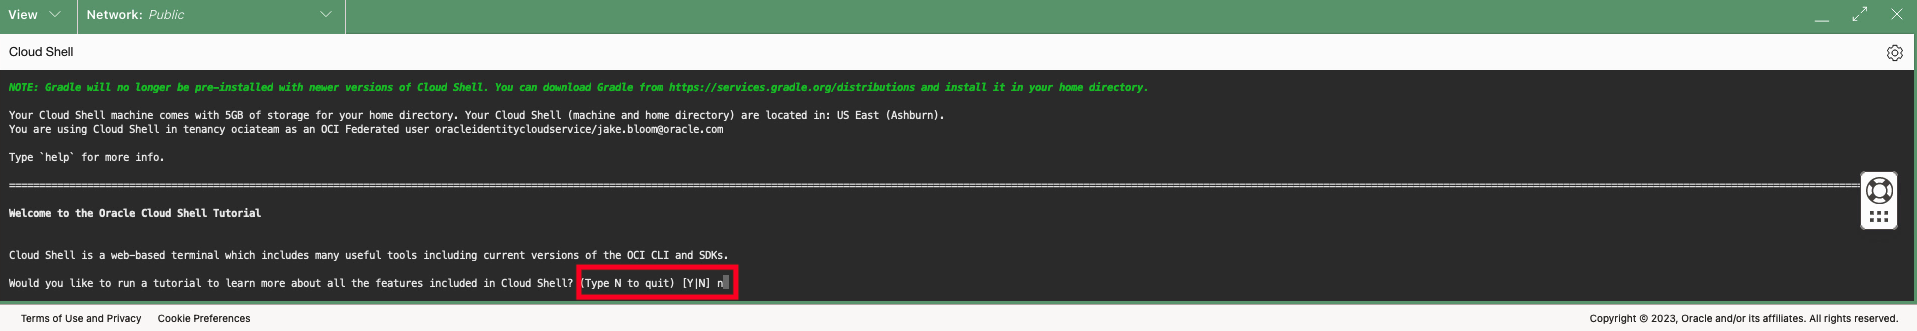 View Network: Public
Cloud Shell
NOTE: Gradle will no longer be pre-installed with newer versions of Cloud Shell. You can download Gradle from https://services.gradle.org/distributions and install it in your home directory.
Your Cloud Shell machine comes with 5GB of storage for your home directory. Your Cloud Shell (machine and home directory) are located in: US East (Ashburn).
You are using Cloud Shell in tenancy ociateam as an OCI Federated user oracleidentitycloudservice/jake.bloom@oracle.com
Type `help` for more info.
Welcome to the Oracle Cloud Shell Tutorial
Cloud Shell is a web-based terminal which includes many useful tools including current versions of the OCI CLI and SDKs.
Would you like to run a tutorial to learn more about all the features included in Cloud Shell? (Type N to quit) [Y|N] n
Terms of Use and Privacy Cookie Preferences Copyright © 2023, Oracle and/or its affiliates. All rights reserved.